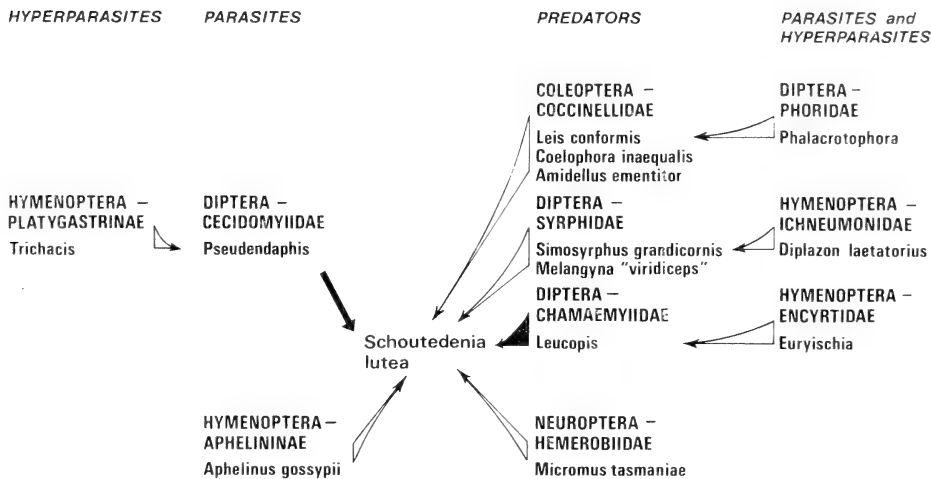 HYPERPARASITES
PARASITES
PREDATORS
PARASITES and
HYPERPARASITES
COLEOPTERA –
COCCINELLIDAE
Leis conformis
Coelophora inaequalis
Amidellus ementitor
DIPTERA –
PHORIDAE
Phalacrotophora
HYMENOPTERA –
PLATYGASTRINAE
Trichacis
DIPTERA –
CECIDOMYIIDAE
Pseudendaphis
DIPTERA –
SYRPHIDAE
Simosyrphus grandicornis
Melangyna "viridiceps"
HYMENOPTERA –
ICHNEUMONIDAE
Diplazon laetatorius
DIPTERA –
CHAMAEMYIIDAE
Leucopis
HYMENOPTERA –
ENCYRTIDAE
Euryischia
Schoutedenia
lutea
HYMENOPTERA –
APHELININAE
Aphelinus gossypii
NEUROPTERA –
HEMEROBIIDAE
Micromus tasmaniae